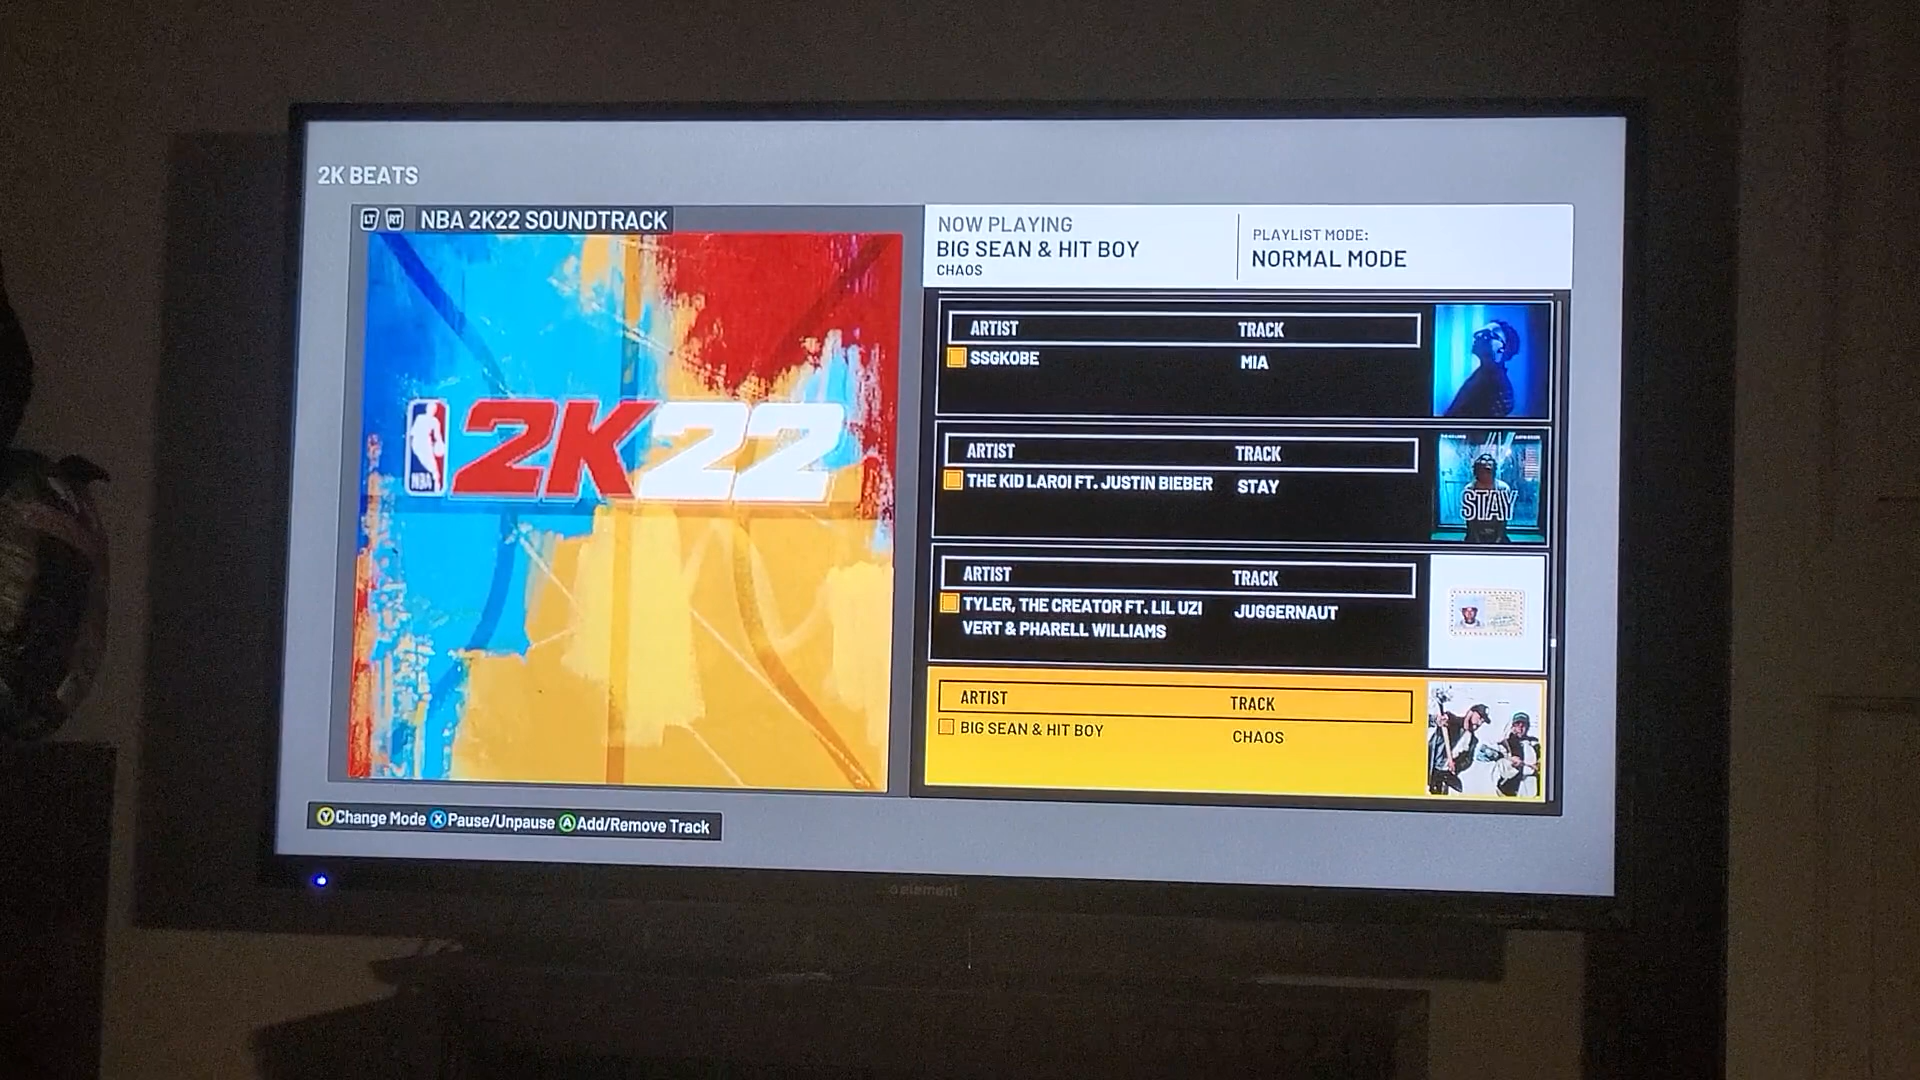 2K BEATS
LT RT NBA 2K22 SOUNDTRACK
NBA 2K22
NOW PLAYING
BIG SEAN & HIT BOY
CHAOS
PLAYLIST MODE:
NORMAL MODE
ARTIST TRACK
SSGKOBE MIA
ARTIST TRACK
THE KID LAROI FT. JUSTIN BIEBER STAY
STAY
ARTIST TRACK
TYLER, THE CREATOR FT. LIL UZI JUGGERNAUT
VERT & PHARELL WILLIAMS
ARTIST TRACK
BIG SEAN & HIT BOY CHAOS
Y Change Mode X Pause/Unpause A Add/Remove Track
element